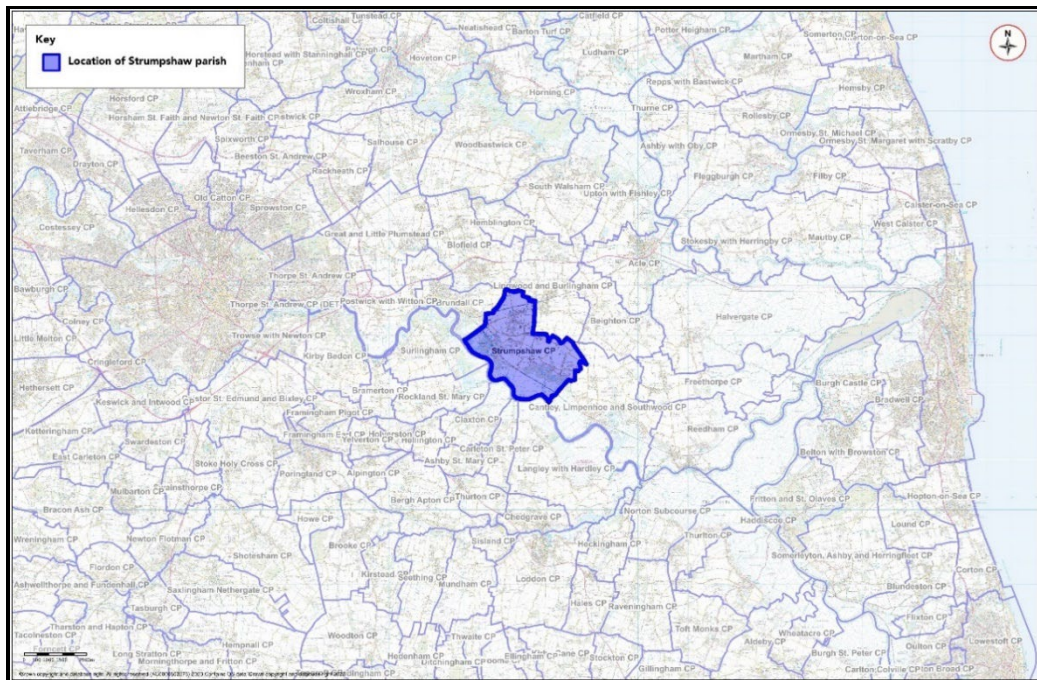 Key
Location of Strumpshaw parish
N
Coltishall CP
Tunstead CP
Neatishead CP
Barton Turf CP
Catfield CP
Potter Heigham CP
Somerton CP
Horstead with Stanninghall CP
Hoveton CP
Ludham CP
Martham CP
Wroxham CP
Horning CP
Repps with Bastwick CP
Hemsby CP
Attlebridge CP
Horsford CP
Thurne CP
Rollesby CP
Horsham St. Faith and Newton St. Faith CP
Spixworth CP
Salhouse CP
Woodbastwick CP
Ashby with Oby CP
Ormesby St. Michael CP
Ormesby St. Margaret with Scratby CP
Taverham CP
Drayton CP
Beeston St. Andrew CP
Rackheath CP
South Walsham CP
Upton with Fishley CP
Fleggburgh CP
Filby CP
Hellesdon CP
Old Catton CP
Sprowston CP
Caister-on-Sea CP
Costessey CP
Great and Little Plumstead CP
Hemblington CP
Blofield CP
Stokesby with Herringby CP
Mautby CP
West Caister CP
Acle CP
Bawburgh CP
Thorpe St. Andrew CP
Lingwood and Burlingham CP
Thorpe St. Andrew CP (DET)
Postwick with Witton CP
Brundall CP
Beighton CP
Halvergate CP
Colney CP
Trowse with Newton CP
Little Melton CP
Kirby Bedon CP
Surlingham CP
Strumpshaw CP
Cringleford CP
Hethersett CP
Bramerton CP
Rockland St. Mary CP
Freethorpe CP
Burgh Castle CP
Bradwell CP
Keswick and Intwood CP
Caistor St. Edmund and Bixley CP
Framingham Pigot CP
Cantley, Limpenhoe and Southwood CP
Ketteringham CP
Swardeston CP
Framingham Earl CP
Holverston CP
Hellington CP
Yelverton CP
Claxton CP
Carleton St. Peter CP
Reedham CP
East Carleton CP
Stoke Holy Cross CP
Poringland CP
Alpington CP
Ashby St. Mary CP
Langley with Hardley CP
Belton with Browston CP
Mulbarton CP
Swainsthorpe CP
Bergh Apton CP
Thurton CP
Fritton and St. Olaves CP
Hopton-on-Sea CP
Bracon Ash CP
Howe CP
Chedgrave CP
Norton Subcourse CP
Haddiscoe CP
Lound CP
Wreningham CP
Newton Flotman CP
Shotesham CP
Brooke CP
Sisland CP
Heckingham CP
Thurlton CP
Somerleyton, Ashby and Herringfleet CP
Corton CP
Flordon CP
Kirstead CP
Seething CP
Mundham CP
Loddon CP
Blundeston CP
Ashwellthorpe and Fundenhall CP
Saxlingham Nethergate CP
Tasburgh CP
Hales CP
Raveningham CP
Flixton CP
Tharston and Hapton CP
Toft Monks CP
Wheatacre CP
Lowestoft CP
Tacolneston CP
Hempnall CP
Woodton CP
Thwaite CP
Aldeby CP
Burgh St. Peter CP
Oulton CP
Forncett CP
Long Stratton CP
Morningthorpe and Fritton CP
Hedenham CP
Ditchingham CP
Ellingham CP
Stockton CP
Gillingham CP
Carlton Colville CP